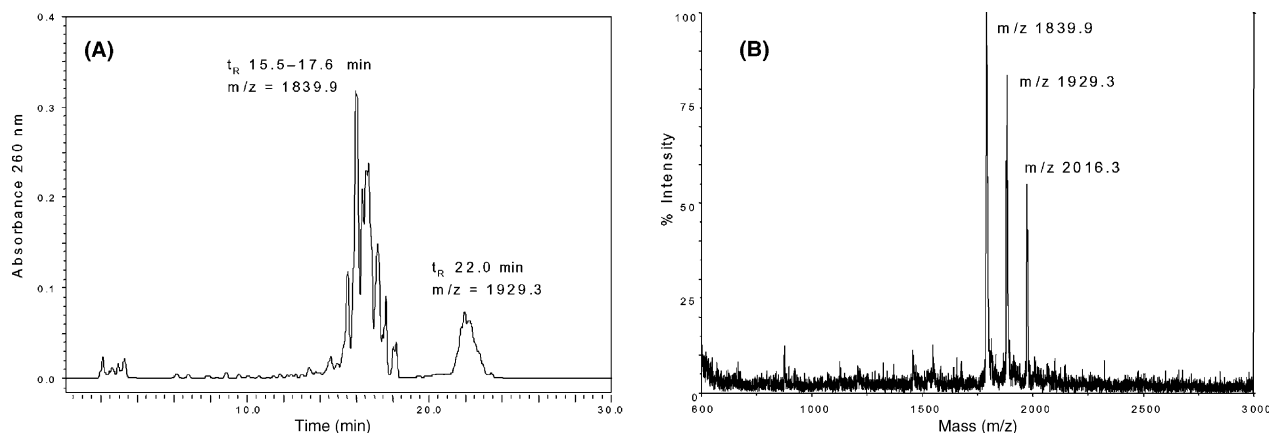 (A)
t_R 15.5–17.6 min
m/z = 1839.9
t_R 22.0 min
m/z = 1929.3
Absorbance 260 nm
0.4
0.3
0.2
0.1
0.0
10.0 20.0 30.0
Time (min)
(B)
m/z 1839.9
m/z 1929.3
m/z 2016.3
% Intensity
100
75
50
25
0
600 1000 1500 2000 2500 3000
Mass (m/z)